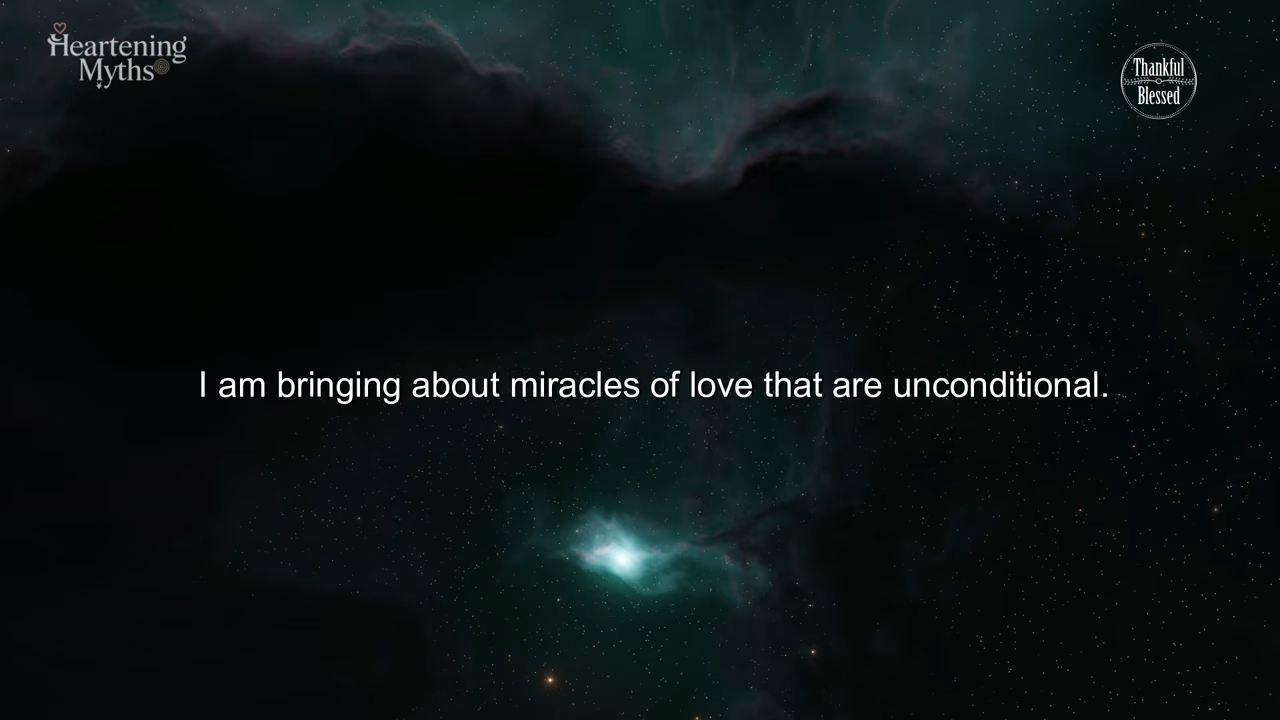 Heartening
Myths
Thankful
Blessed
I am bringing about miracles of love that are unconditional.